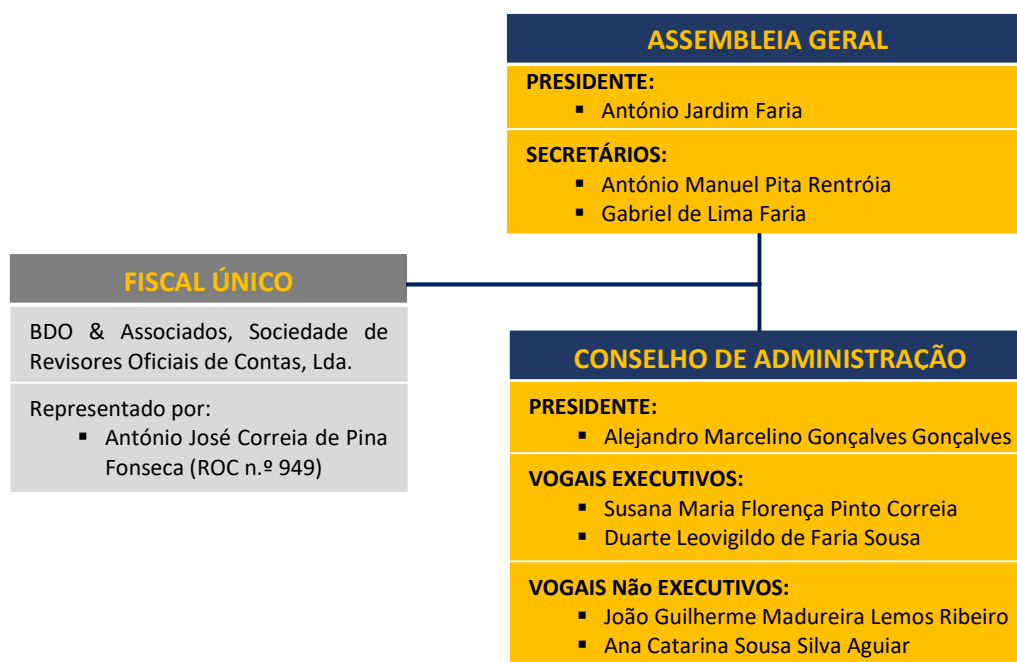 ASSEMBLEIA GERAL
PRESIDENTE:
▪ António Jardim Faria
SECRETÁRIOS:
▪ António Manuel Pita Rentróia
▪ Gabriel de Lima Faria
FISCAL ÚNICO
BDO & Associados, Sociedade de
Revisores Oficiais de Contas, Lda.
Representado por:
▪ António José Correia de Pina
Fonseca (ROC n.º 949)
CONSELHO DE ADMINISTRAÇÃO
PRESIDENTE:
▪ Alejandro Marcelino Gonçalves Gonçalves
VOGAIS EXECUTIVOS:
▪ Susana Maria Florença Pinto Correia
▪ Duarte Leovigildo de Faria Sousa
VOGAIS Não EXECUTIVOS:
▪ João Guilherme Madureira Lemos Ribeiro
▪ Ana Catarina Sousa Silva Aguiar